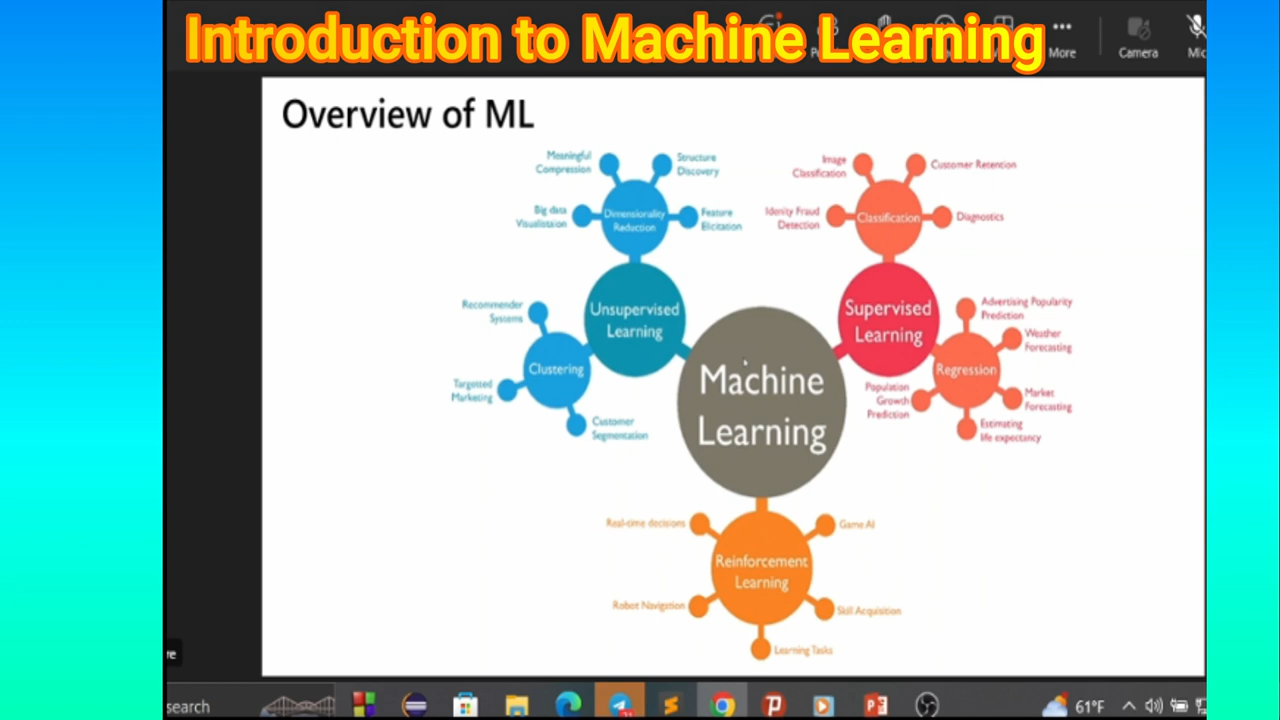 Introduction to Machine Learning
More
Camera
Mic
Overview of ML
Meaningful
Compression
Structure
Discovery
Big data
Visualistaion
Dimensionality
Reduction
Feature
Elicitation
Image
Classification
Customer Retention
Idenity Fraud
Detection
Classification
Diagnostics
Unsupervised
Learning
Supervised
Learning
Recommender
Systems
Clustering
Targetted
Marketing
Customer
Segmentation
Machine
Learning
Advertising Popularity
Prediction
Weather
Forecasting
Regression
Population
Growth
Prediction
Market
Forecasting
Estimating
life expectancy
Real-time decisions
Game AI
Reinforcement
Learning
Robot Navigation
Skill Acquisition
Learning Tasks
re
search
61°F